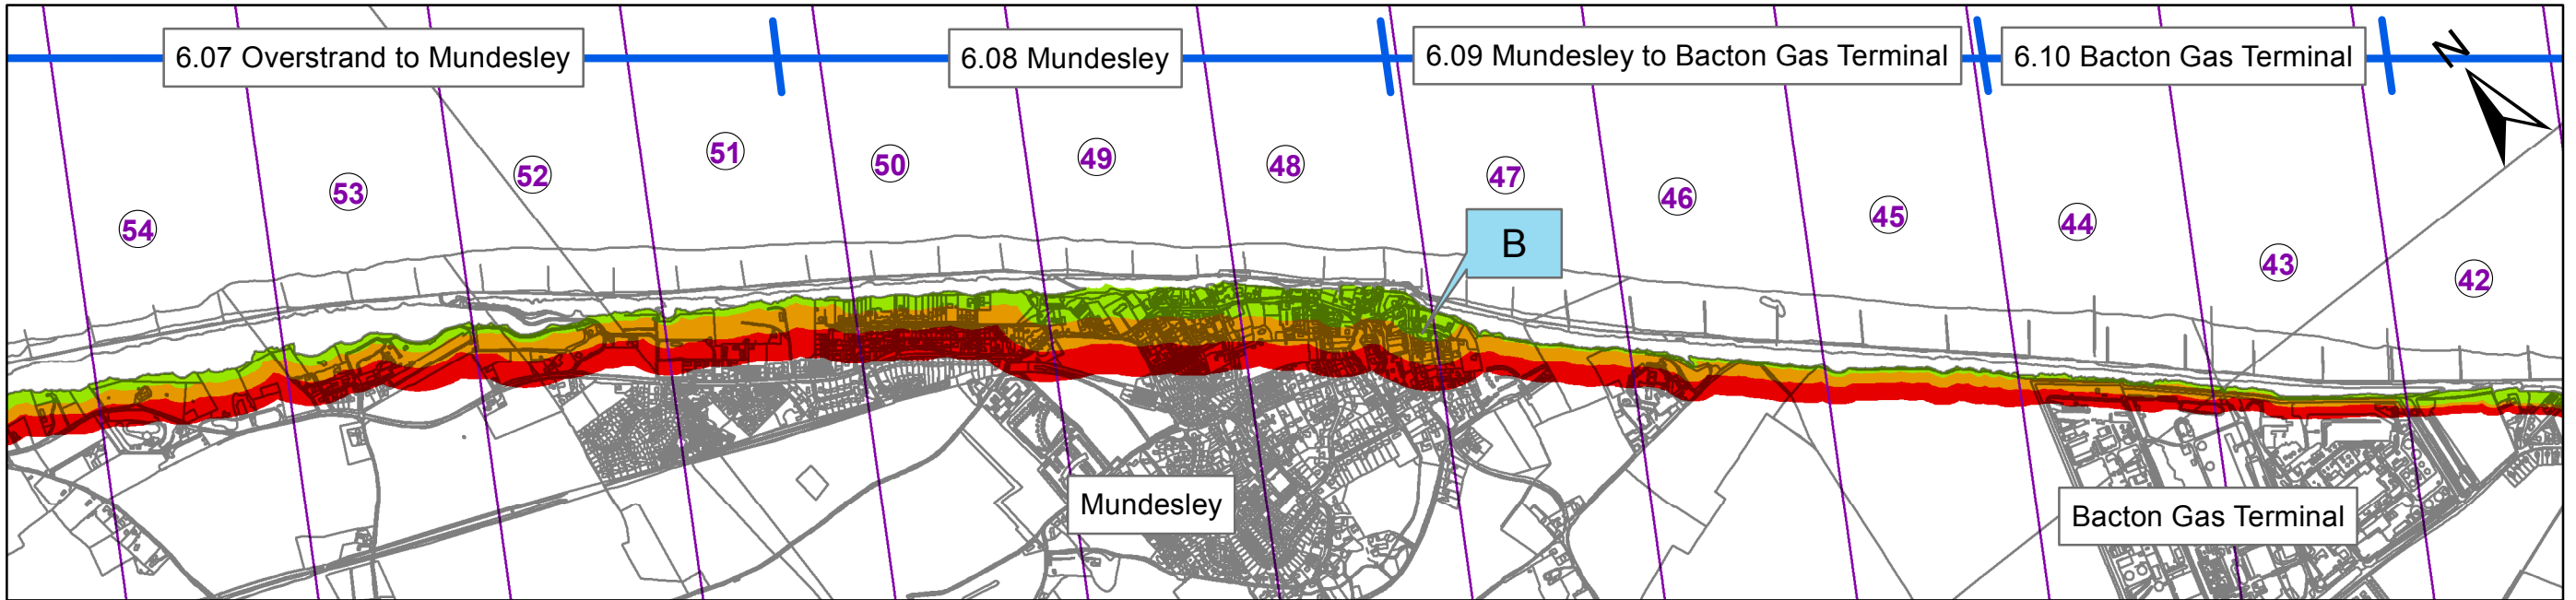 6.07 Overstrand to Mundesley
6.08 Mundesley
6.09 Mundesley to Bacton Gas Terminal
6.10 Bacton Gas Terminal
N
54
53
52
51
50
49
48
47
46
45
44
43
42
B
Mundesley
Bacton Gas Terminal